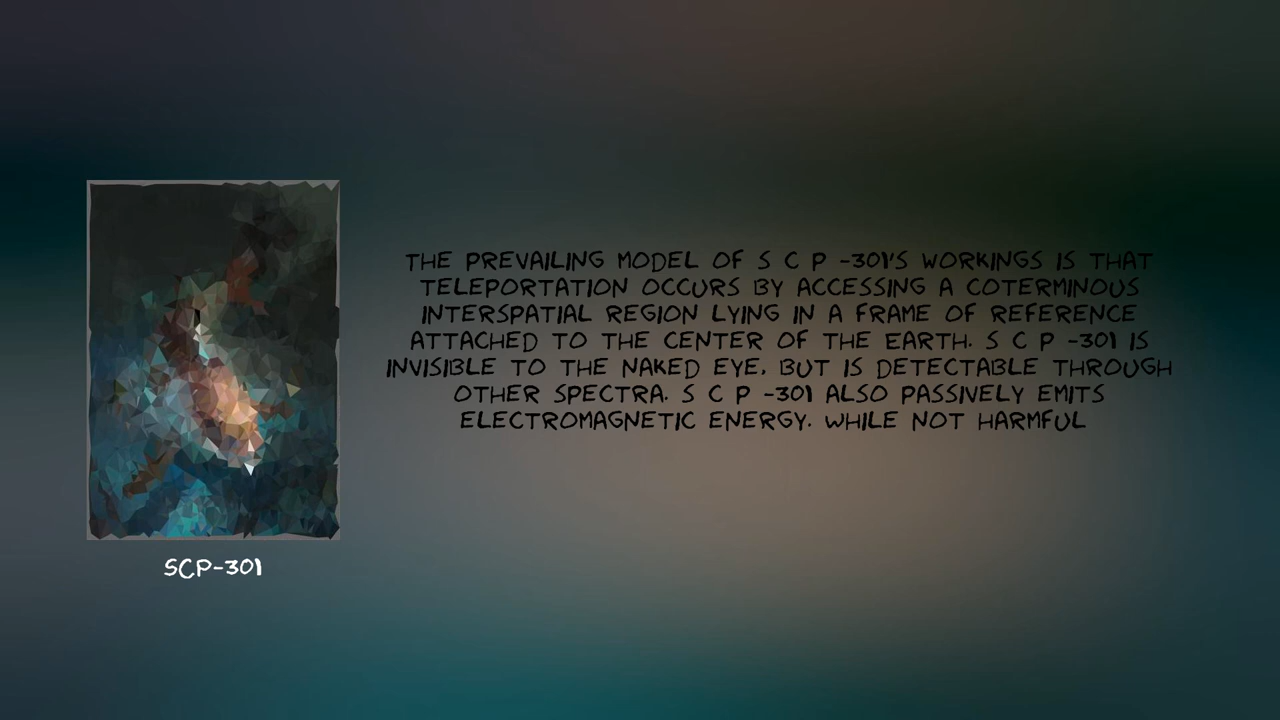 THE PREVAILING MODEL OF S C P -301'S WORKINGS IS THAT
TELEPORTATION OCCURS BY ACCESSING A COTERMINOUS
INTERSPATIAL REGION LYING IN A FRAME OF REFERENCE
ATTACHED TO THE CENTER OF THE EARTH. S C P -301 IS
INVISIBLE TO THE NAKED EYE, BUT IS DETECTABLE THROUGH
OTHER SPECTRA. S C P -301 ALSO PASSIVELY EMITS
ELECTROMAGNETIC ENERGY. WHILE NOT HARMFUL
SCP-301